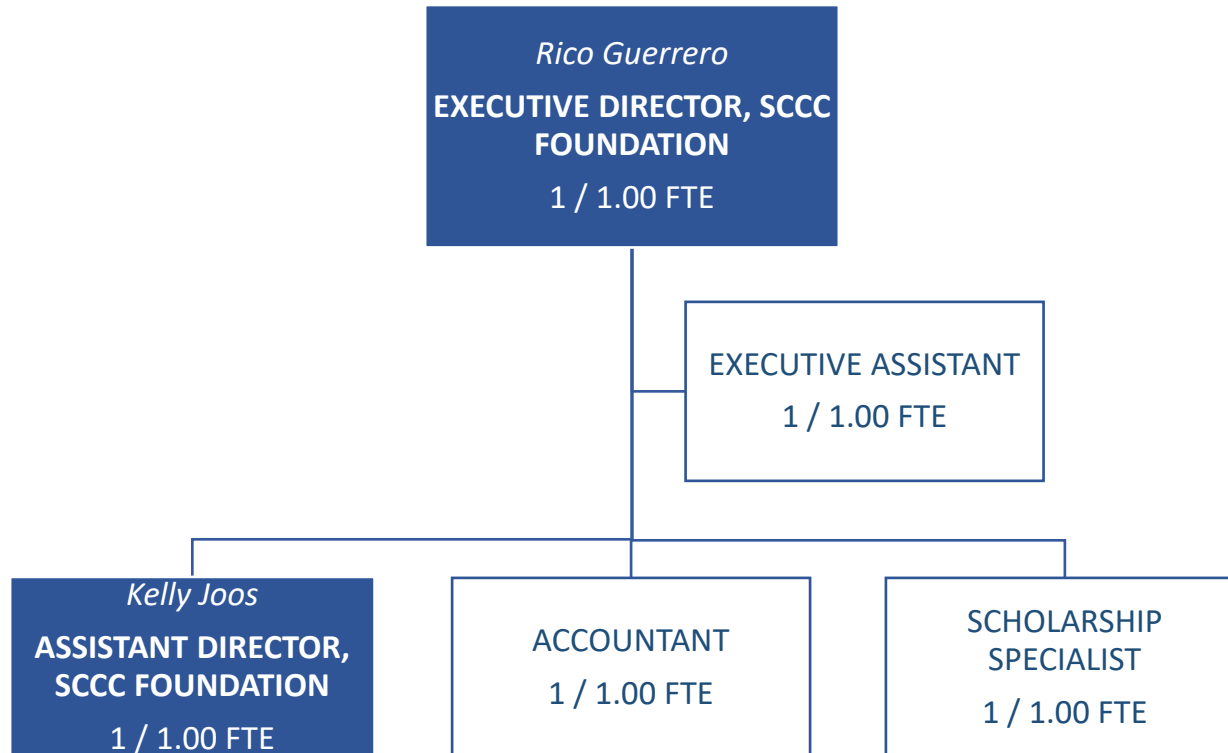 Rico Guerrero
EXECUTIVE DIRECTOR, SCCC
FOUNDATION
1 / 1.00 FTE
EXECUTIVE ASSISTANT
1 / 1.00 FTE
Kelly Joos
ASSISTANT DIRECTOR,
SCCC FOUNDATION
1 / 1.00 FTE
ACCOUNTANT
1 / 1.00 FTE
SCHOLARSHIP
SPECIALIST
1 / 1.00 FTE